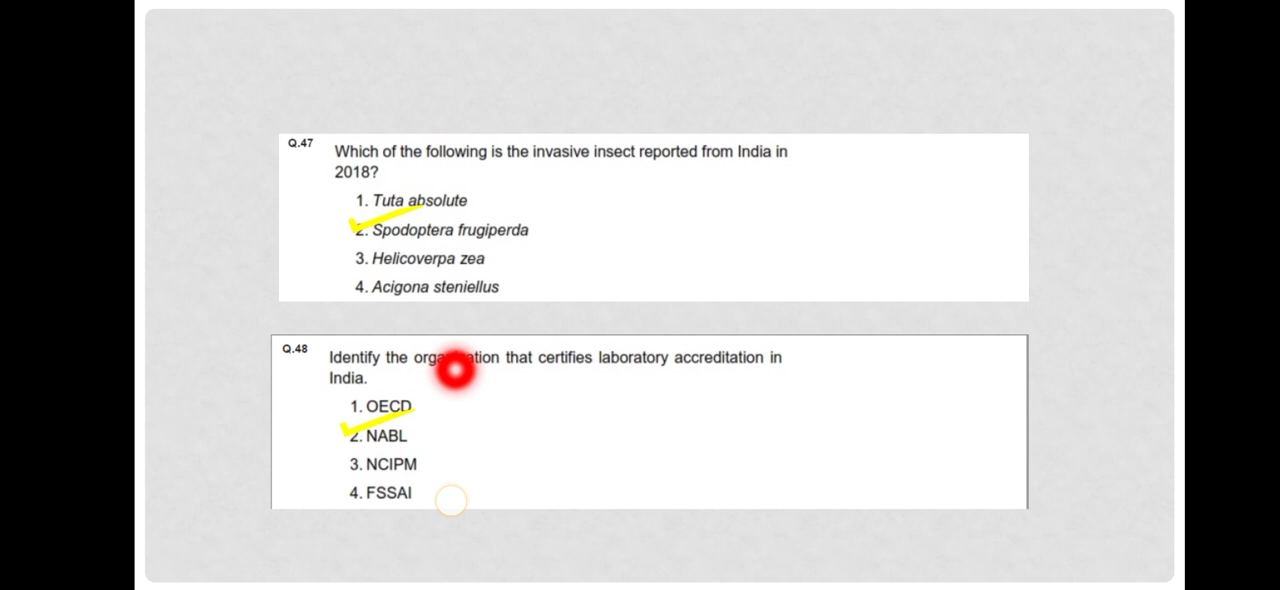 Q.47
Which of the following is the invasive insect reported from India in
2018?
1. Tuta absolute
2. Spodoptera frugiperda
3. Helicoverpa zea
4. Acigona steniellus
Q.48
Identify the that certifies laboratory accreditation in
India.
1. OECD
2. NABL
3. NCIPM
4. FSSAI